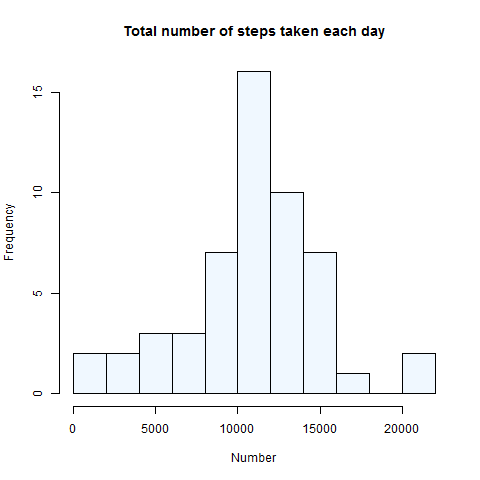 Total number of steps taken each day
Frequency
15
10
5
0
0 5000 10000 15000 20000
Number